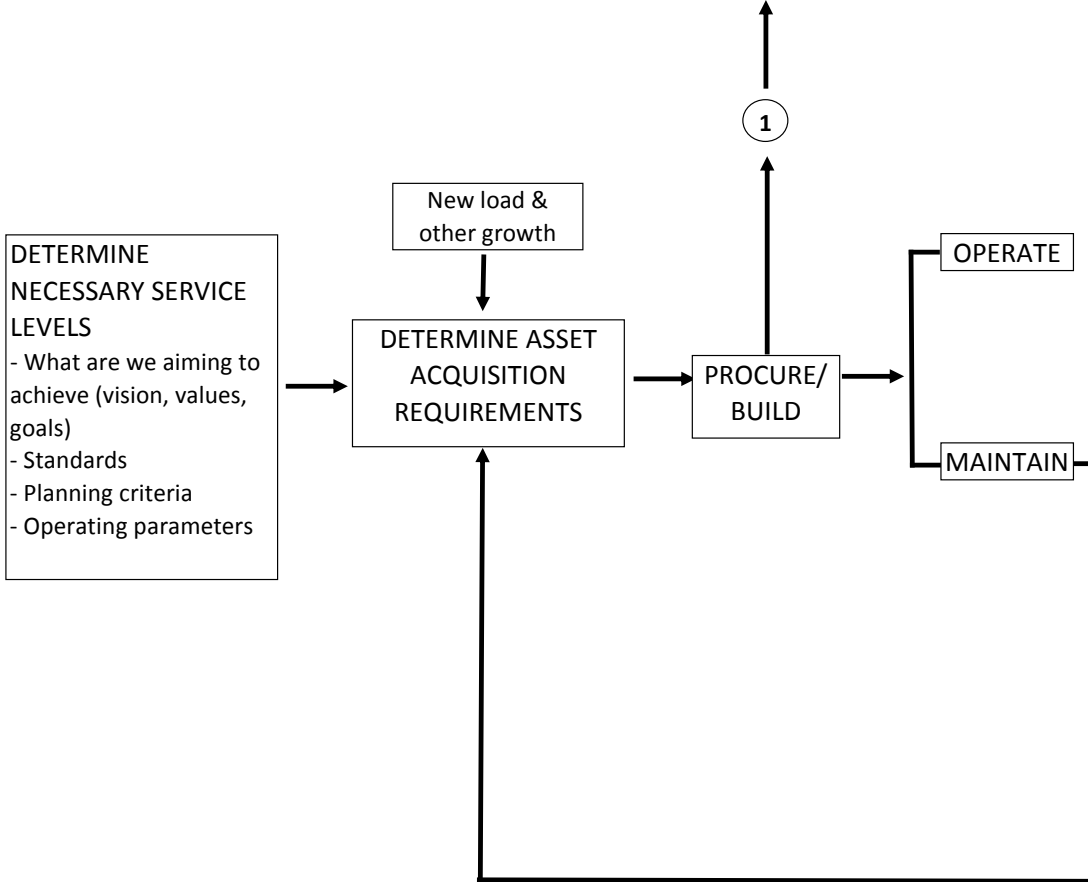 1
New load &
other growth
DETERMINE
NECESSARY SERVICE
LEVELS
- What are we aiming to
achieve (vision, values,
goals)
- Standards
- Planning criteria
- Operating parameters
DETERMINE ASSET
ACQUISITION
REQUIREMENTS
PROCURE/
BUILD
OPERATE
MAINTAIN